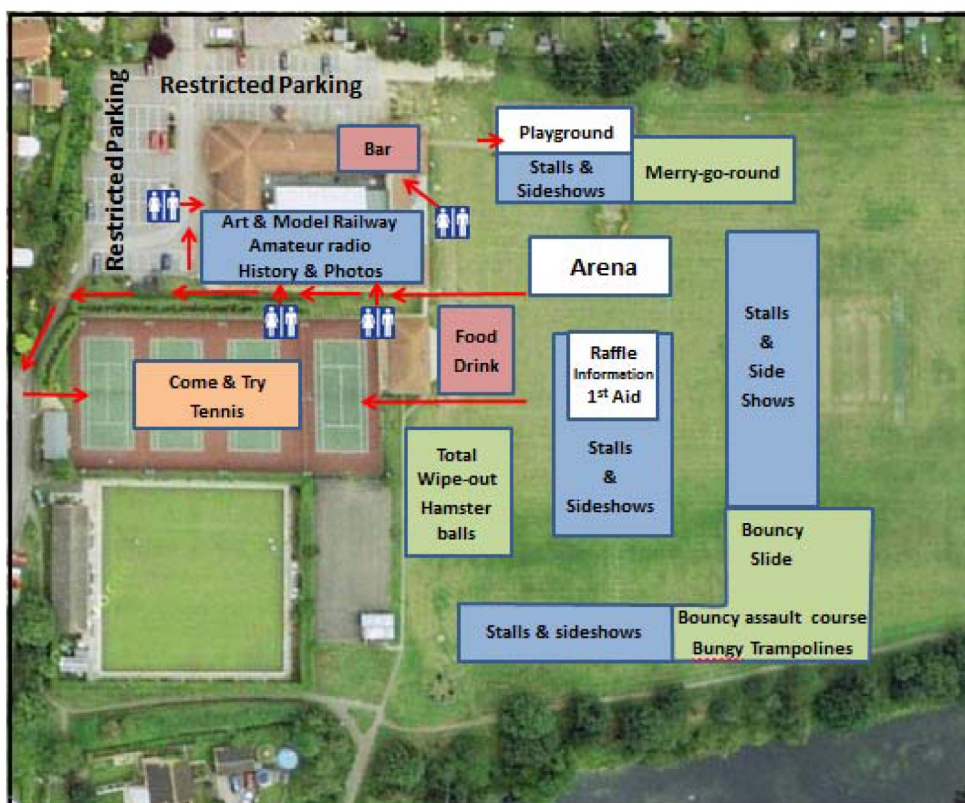 Restricted Parking
Restricted Parking
Bar
Playground
Stalls &
Sideshows
Merry-go-round
Art & Model Railway
Amateur radio
History & Photos
Arena
Stalls
&
Side
Shows
Food
Drink
Raffle
Information
1st Aid
Stalls
&
Sideshows
Come & Try
Tennis
Total
Wipe-out
Hamster
balls
Bouncy
Slide
Bouncy assault course
Bungy Trampolines
Stalls & sideshows